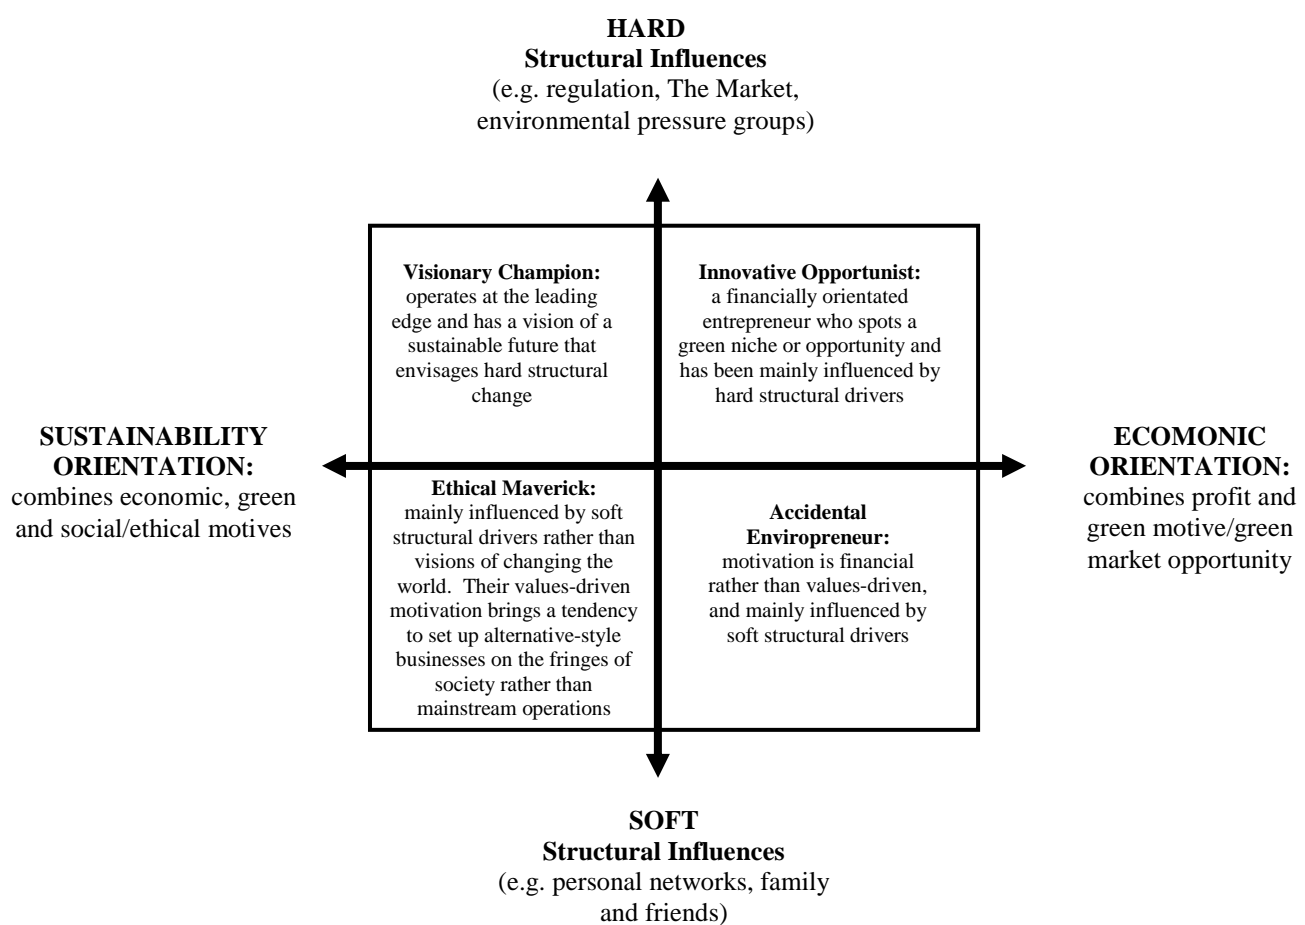 HARD
Structural Influences
(e.g. regulation, The Market,
environmental pressure groups)
Visionary Champion:
operates at the leading
edge and has a vision of a
sustainable future that
envisages hard structural
change
Innovative Opportunist:
a financially orientated
entrepreneur who spots a
green niche or opportunity and
has been mainly influenced by
hard structural drivers
SUSTAINABILITY
ORIENTATION:
combines economic, green
and social/ethical motives
ECOMONIC
ORIENTATION:
combines profit and
green motive/green
market opportunity
Ethical Maverick:
mainly influenced by soft
structural drivers rather than
visions of changing the
world.  Their values-driven
motivation brings a tendency
to set up alternative-style
businesses on the fringes of
society rather than
mainstream operations
Accidental
Enviropreneur:
motivation is financial
rather than values-driven,
and mainly influenced by
soft structural drivers
SOFT
Structural Influences
(e.g. personal networks, family
and friends)